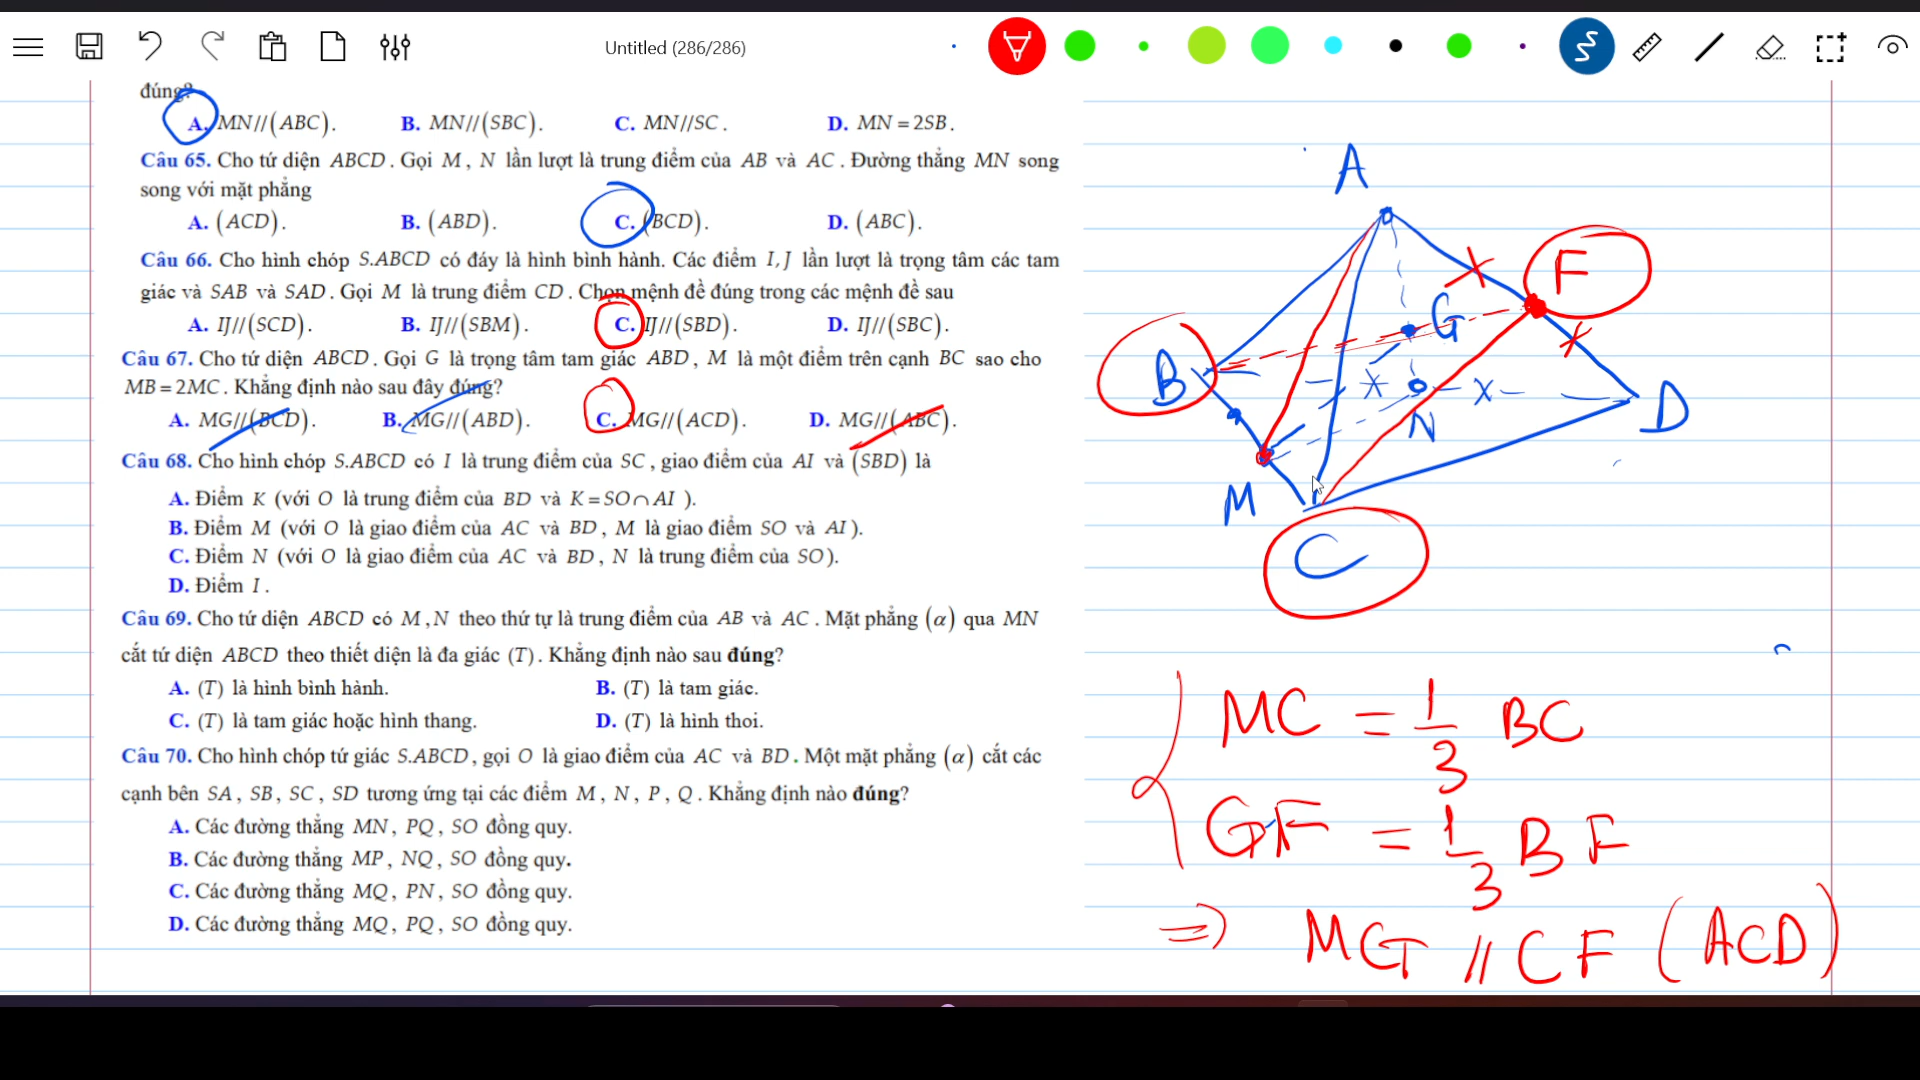 Untitled (286/286)
đúng?
A. MN//(ABC). B. MN//(SBC). C. MN//SC. D. MN = 2SB.
Câu 65. Cho tứ diện ABCD. Gọi M, N lần lượt là trung điểm của AB và AC. Đường thẳng MN song
song với mặt phẳng
A. (ACD). B. (ABD). C. (BCD). D. (ABC).
Câu 66. Cho hình chóp S.ABCD có đáy là hình bình hành. Các điểm I,J lần lượt là trọng tâm các tam
giác và SAB và SAD. Gọi M là trung điểm CD. Chọn mệnh đề đúng trong các mệnh đề sau
A. IJ//(SCD). B. IJ//(SBM). C. IJ//(SBD). D. IJ//(SBC).
Câu 67. Cho tứ diện ABCD. Gọi G là trọng tâm tam giác ABD, M là một điểm trên cạnh BC sao cho
MB = 2MC. Khẳng định nào sau đây đúng?
A. MG//(BCD). B. MG//(ABD). C. MG//(ACD). D. MG//(ABC).
Câu 68. Cho hình chóp S.ABCD có I là trung điểm của SC, giao điểm của AI và (SBD) là
A. Điểm K (với O là trung điểm của BD và K = SO∩AI ).
B. Điểm M (với O là giao điểm của AC và BD, M là giao điểm SO và AI ).
C. Điểm N (với O là giao điểm của AC và BD, N là trung điểm của SO).
D. Điểm I.
Câu 69. Cho tứ diện ABCD có M,N theo thứ tự là trung điểm của AB và AC. Mặt phẳng (α) qua MN
cắt tứ diện ABCD theo thiết diện là đa giác (T). Khẳng định nào sau đúng?
A. (T) là hình bình hành. B. (T) là tam giác.
C. (T) là tam giác hoặc hình thang. D. (T) là hình thoi.
Câu 70. Cho hình chóp tứ giác S.ABCD, gọi O là giao điểm của AC và BD. Một mặt phẳng (α) cắt các
cạnh bên SA, SB, SC, SD tương ứng tại các điểm M, N, P, Q. Khẳng định nào đúng?
A. Các đường thẳng MN, PQ, SO đồng quy.
B. Các đường thẳng MP, NQ, SO đồng quy.
C. Các đường thẳng MQ, PN, SO đồng quy.
D. Các đường thẳng MQ, PQ, SO đồng quy.
A
F
G
B
D
N
M
C
MC = 1/3 BC
GF = 1/3 BF
=> MG // CF (ACD)